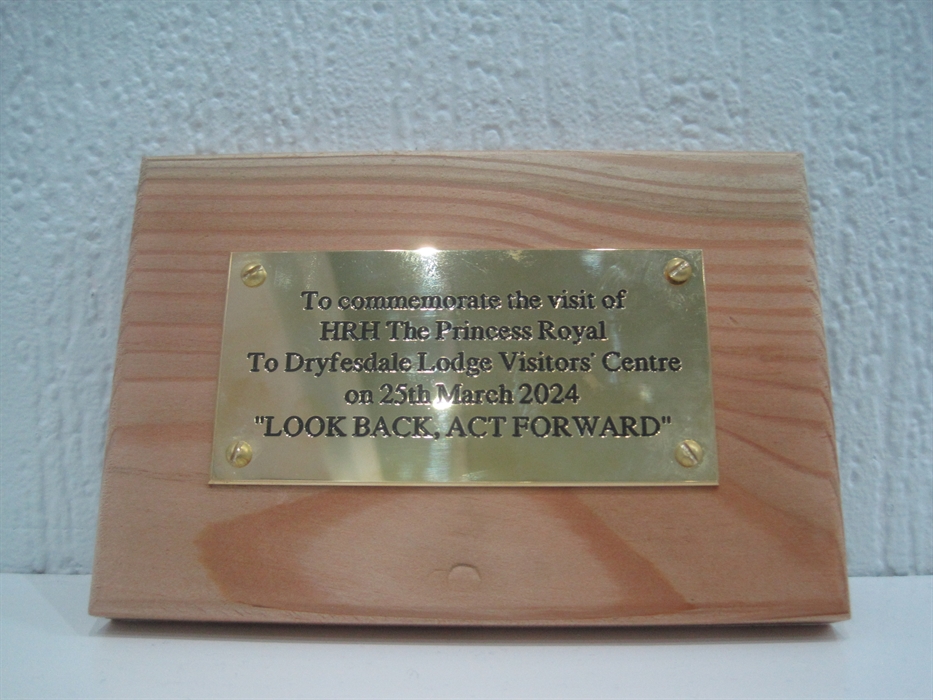 To commemorate the visit of
HRH The Princess Royal
To Dryfesdale Lodge Visitors' Centre
on 25th March 2024
"LOOK BACK, ACT FORWARD"